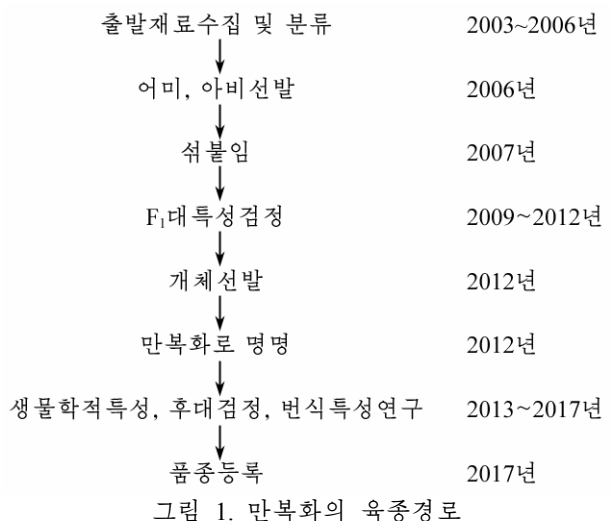 출발재료수집 및 분류 2003~2006년
어미, 아비선발 2006년
섞붙임 2007년
F₁대특성검정 2009~2012년
개체선발 2012년
만복화로 명명 2012년
생물학적특성, 후대검정, 번식특성연구 2013~2017년
품종등록 2017년
그림 1. 만복화의 육종경로